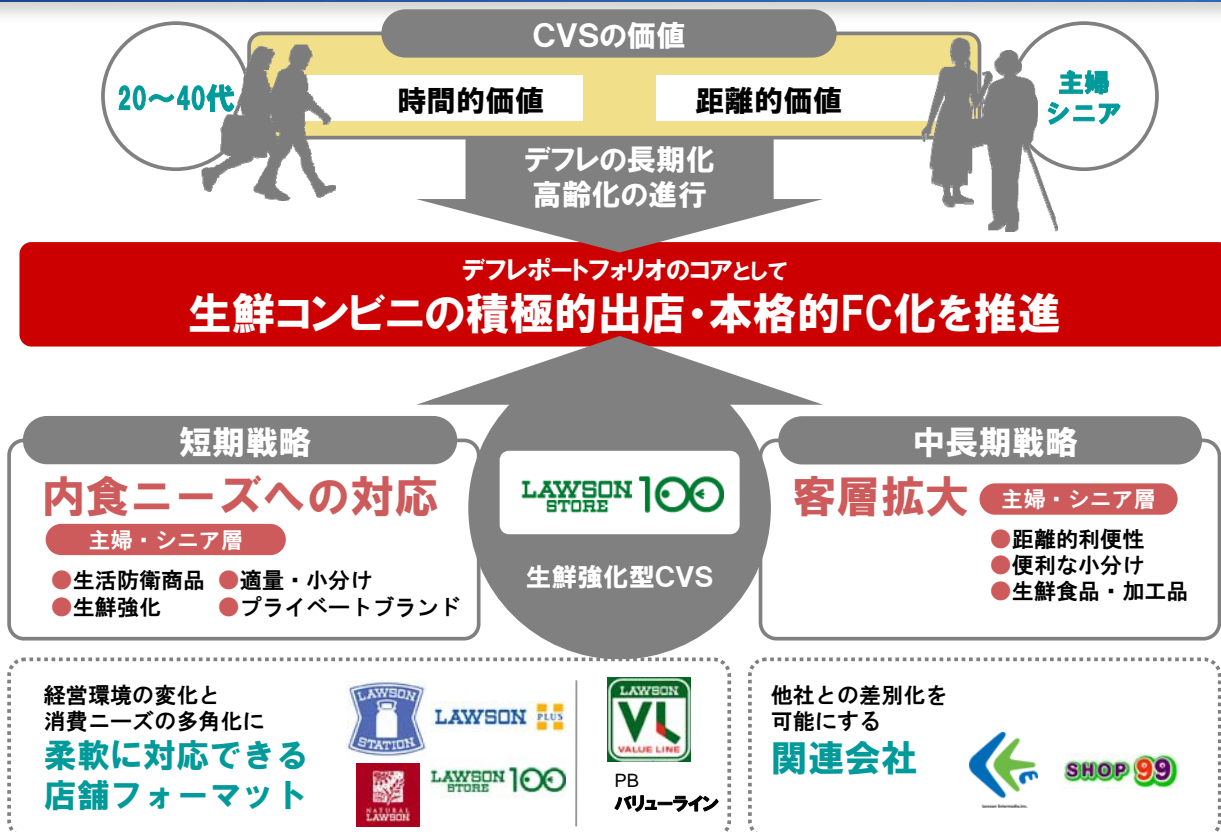 CVSの価値
20～40代
時間的価値
距離的価値
主婦
シニア
デフレの長期化
高齢化の進行
デフレポートフォリオのコアとして
生鮮コンビニの積極的出店・本格的FC化を推進
短期戦略
内食ニーズへの対応
主婦・シニア層
●生活防衛商品 ●適量・小分け
●生鮮強化 ●プライベートブランド
LAWSON
STORE 100
生鮮強化型CVS
中長期戦略
客層拡大 主婦・シニア層
●距離的利便性
●便利な小分け
●生鮮食品・加工品
経営環境の変化と
消費ニーズの多角化に
柔軟に対応できる
店舗フォーマット
LAWSON
STATION
LAWSON PLUS
NATURAL
LAWSON
LAWSON
STORE 100
LAWSON
VL
VALUE LINE
PB
バリューライン
他社との差別化を
可能にする
関連会社
SHOP 99